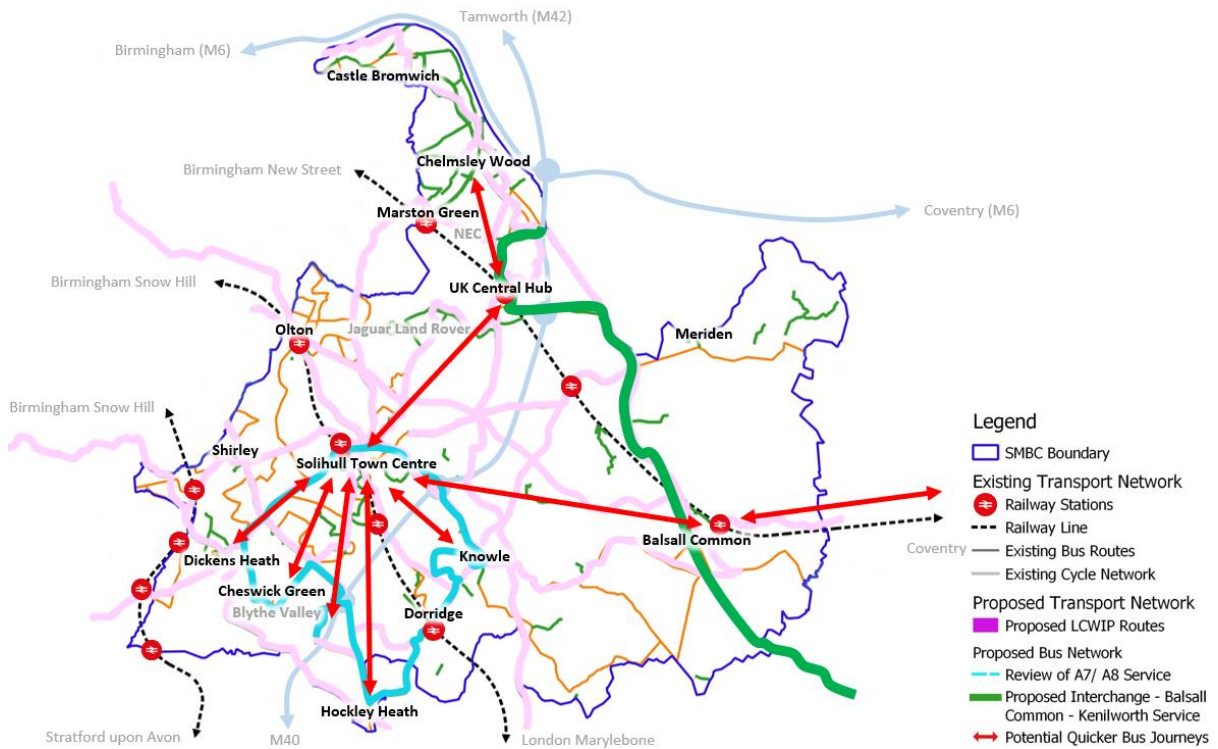 Tamworth (M42)
Birmingham (M6)
Castle Bromwich
Chelmsley Wood
Birmingham New Street
Marston Green
Coventry (M6)
NEC
Birmingham Snow Hill
UK Central Hub
Olton
Jaguar Land Rover
Meriden
Birmingham Snow Hill
Shirley
Solihull Town Centre
Balsall Common
Coventry
Knowle
Dickens Heath
Cheswick Green
Blythe Valley
Dorridge
Hockley Heath
Stratford upon Avon
M40
London Marylebone
Legend
SMBC Boundary
Existing Transport Network
Railway Stations
Railway Line
Existing Bus Routes
Existing Cycle Network
Proposed Transport Network
Proposed LCWIP Routes
Proposed Bus Network
Review of A7/ A8 Service
Proposed Interchange - Balsall
Common - Kenilworth Service
Potential Quicker Bus Journeys